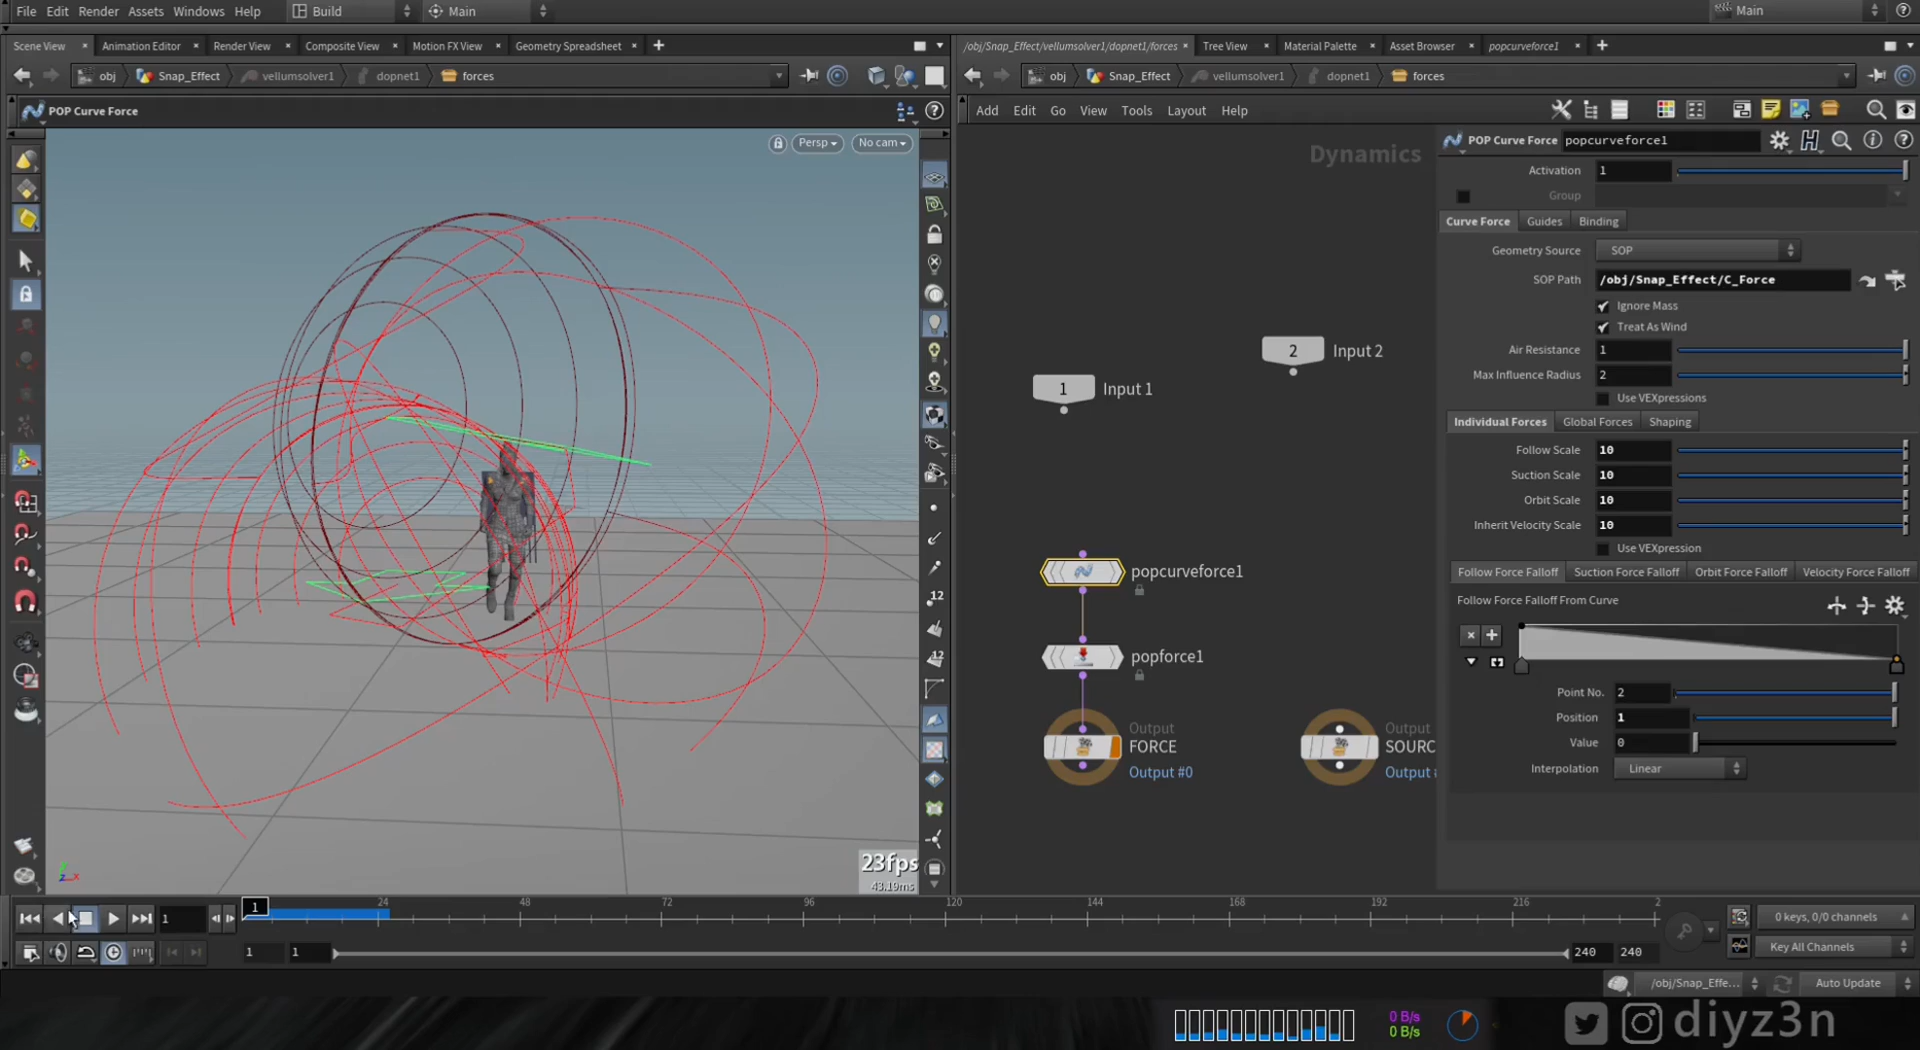 File Edit Render Assets Windows Help Build Main Main
Scene View Animation Editor Render View Composite View Motion FX View Geometry Spreadsheet
/obj/Snap_Effect/vellumsolver1/dopnet1/forces Tree View Material Palette Asset Browser popcurveforce1
obj Snap_Effect vellumsolver1 dopnet1 forces
obj Snap_Effect vellumsolver1 dopnet1 forces
POP Curve Force
Add Edit Go View Tools Layout Help
Persp No cam
Dynamics
POP Curve Force popcurveforce1
Activation 1
Group
Curve Force Guides Binding
Geometry Source SOP
SOP Path /obj/Snap_Effect/C_Force
Ignore Mass
Treat As Wind
Air Resistance 1
Max Influence Radius 2
Use VEXpressions
Individual Forces Global Forces Shaping
Follow Scale 10
Suction Scale 10
Orbit Scale 10
Inherit Velocity Scale 10
Use VEXpression
Follow Force Falloff Suction Force Falloff Orbit Force Falloff Velocity Force Falloff
Follow Force Falloff From Curve
Point No. 2
Position 1
Value 0
Interpolation Linear
1 Input 1
2 Input 2
popcurveforce1
popforce1
Output
FORCE
Output #0
Output
SOURC
Output
12
12
23fps
43.19ms
1 1 24 48 72 96 120 144 168 192 216 2
1 1 240 240
0 keys, 0/0 channels
Key All Channels
/obj/Snap_Effe... Auto Update
0 B/s
0 B/s
diyz3n